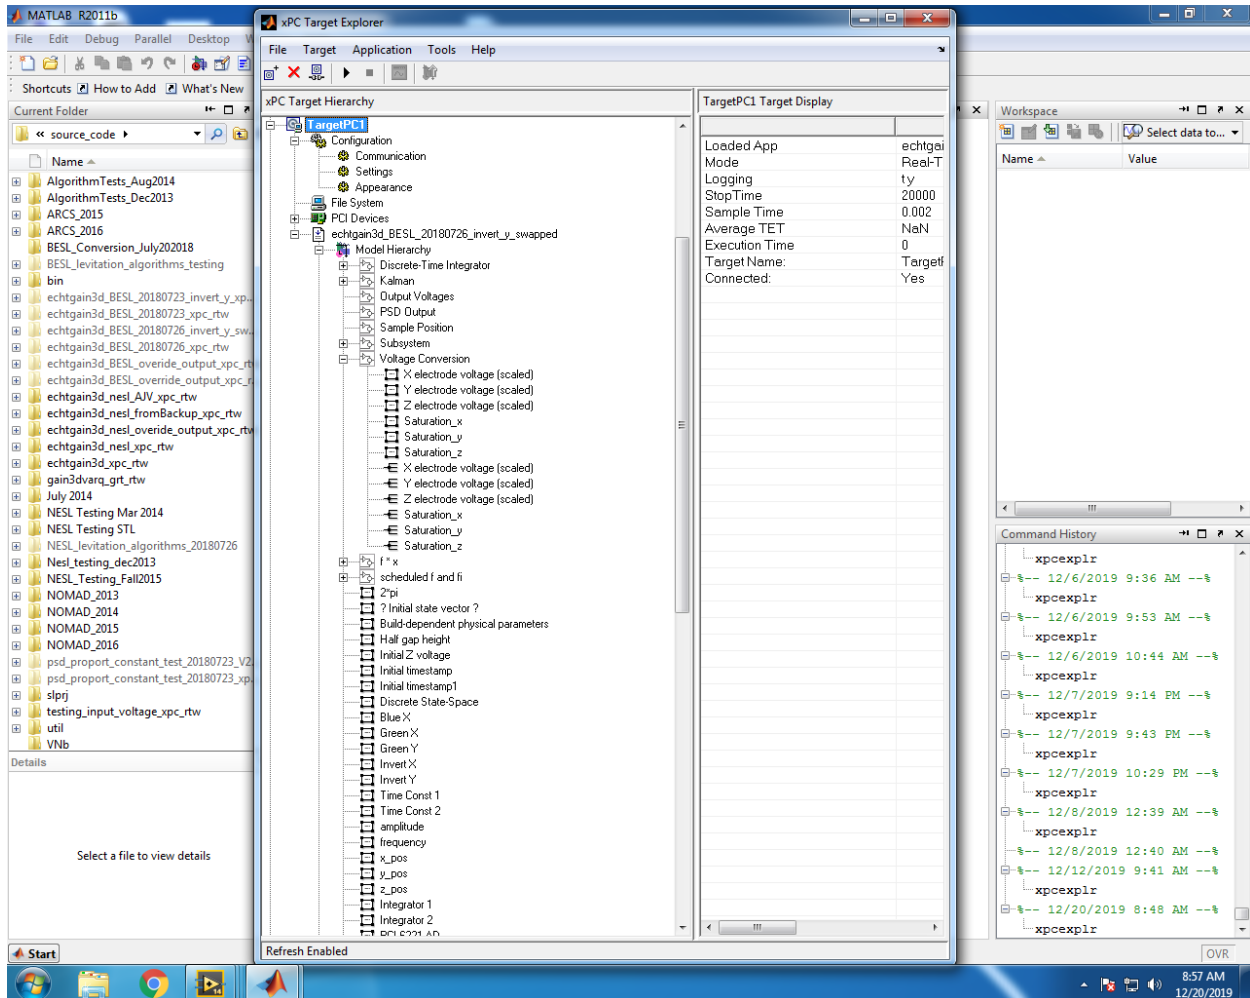 MATLAB R2011b
File Edit Debug Parallel Desktop W
Shortcuts How to Add What's New
Current Folder
« source_code
Name
AlgorithmTests_Aug2014
AlgorithmTests_Dec2013
ARCS_2015
ARCS_2016
BESL_Conversion_July202018
BESL_levitation_algorithms_testing
bin
echtgain3d_BESL_20180723_invert_y_xp...
echtgain3d_BESL_20180723_xpc_rtw
echtgain3d_BESL_20180726_invert_y_sw...
echtgain3d_BESL_20180726_xpc_rtw
echtgain3d_BESL_overide_output_xpc_rt
echtgain3d_BESL_override_output_xpc_r
echtgain3d_nesl_AJV_xpc_rtw
echtgain3d_nesl_fromBackup_xpc_rtw
echtgain3d_nesl_overide_output_xpc_rtw
echtgain3d_nesl_xpc_rtw
echtgain3d_xpc_rtw
gain3dvarq_grt_rtw
July 2014
NESL Testing Mar 2014
NESL Testing STL
NESL_levitation_algorithms_20180726
Nesl_testing_dec2013
NESL_Testing_Fall2015
NOMAD_2013
NOMAD_2014
NOMAD_2015
NOMAD_2016
psd_proport_constant_test_20180723_V2
psd_proport_constant_test_20180723_xp
slprj
testing_input_voltage_xpc_rtw
util
VNb
Details
Select a file to view details
Start
xPC Target Explorer
File Target Application Tools Help
xPC Target Hierarchy
TargetPC1
Configuration
Communication
Settings
Appearance
File System
PCI Devices
echtgain3d_BESL_20180726_invert_y_swapped
Model Hierarchy
Discrete-Time Integrator
Kalman
Output Voltages
PSD Output
Sample Position
Subsystem
Voltage Conversion
X electrode voltage (scaled)
Y electrode voltage (scaled)
Z electrode voltage (scaled)
Saturation_x
Saturation_y
Saturation_z
X electrode voltage (scaled)
Y electrode voltage (scaled)
Z electrode voltage (scaled)
Saturation_x
Saturation_y
Saturation_z
f * x
scheduled f and fi
2*pi
? Initial state vector ?
Build-dependent physical parameters
Half gap height
Initial Z voltage
Initial timestamp
Initial timestamp1
Discrete State-Space
Blue X
Green X
Green Y
Invert X
Invert Y
Time Const 1
Time Const 2
amplitude
frequency
x_pos
y_pos
z_pos
Integrator 1
Integrator 2
PCI 6221 AD
Refresh Enabled
TargetPC1 Target Display
Loaded App echtgai
Mode Real-T
Logging ty
StopTime 20000
Sample Time 0.002
Average TET NaN
Execution Time 0
Target Name: TargetF
Connected: Yes
Workspace
Select data to...
Name Value
Command History
xpcexplr
%-- 12/6/2019 9:36 AM --%
xpcexplr
%-- 12/6/2019 9:53 AM --%
xpcexplr
%-- 12/6/2019 10:44 AM --%
xpcexplr
%-- 12/7/2019 9:14 PM --%
xpcexplr
%-- 12/7/2019 9:43 PM --%
xpcexplr
%-- 12/7/2019 10:29 PM --%
xpcexplr
%-- 12/8/2019 12:39 AM --%
xpcexplr
%-- 12/8/2019 12:40 AM --%
%-- 12/12/2019 9:41 AM --%
xpcexplr
%-- 12/20/2019 8:48 AM --%
xpcexplr
OVR
8:57 AM
12/20/2019